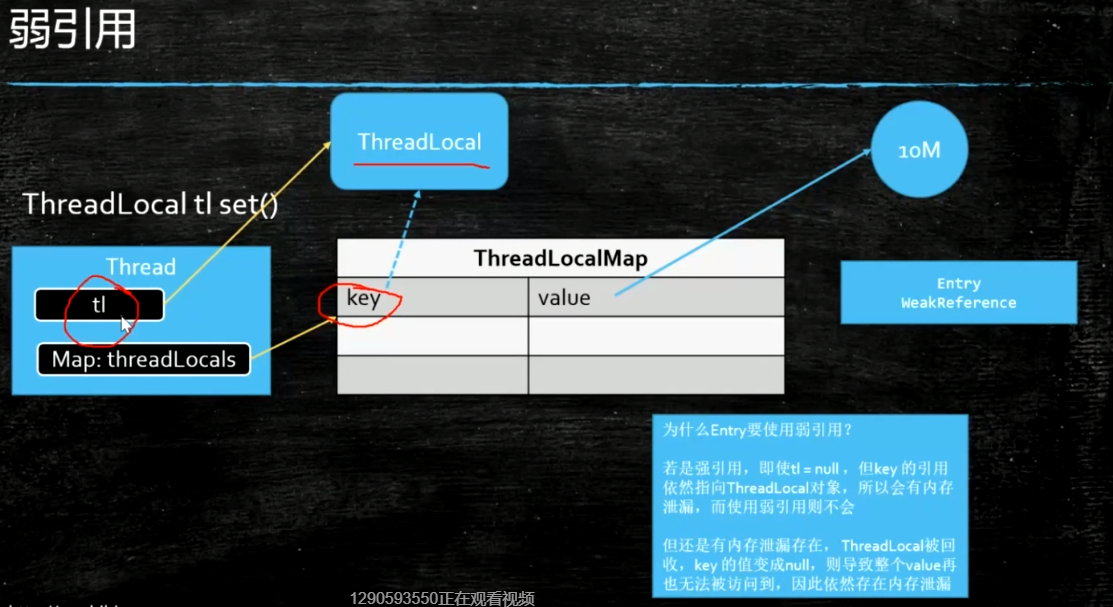 弱引用
ThreadLocal
10M
ThreadLocal tl set()
Thread
tl
Map: threadLocals
ThreadLocalMap
key
value
Entry
WeakReference
为什么Entry要使用弱引用？
若是强引用，即使tl = null ，但key 的引用
依然指向ThreadLocal对象，所以会有内存
泄漏，而使用弱引用则不会
但还是有内存泄漏存在， ThreadLocal被回
收，key 的值变成null，则导致整个value再
也无法被访问到，因此依然存在内存泄漏
1290593550正在观看视频